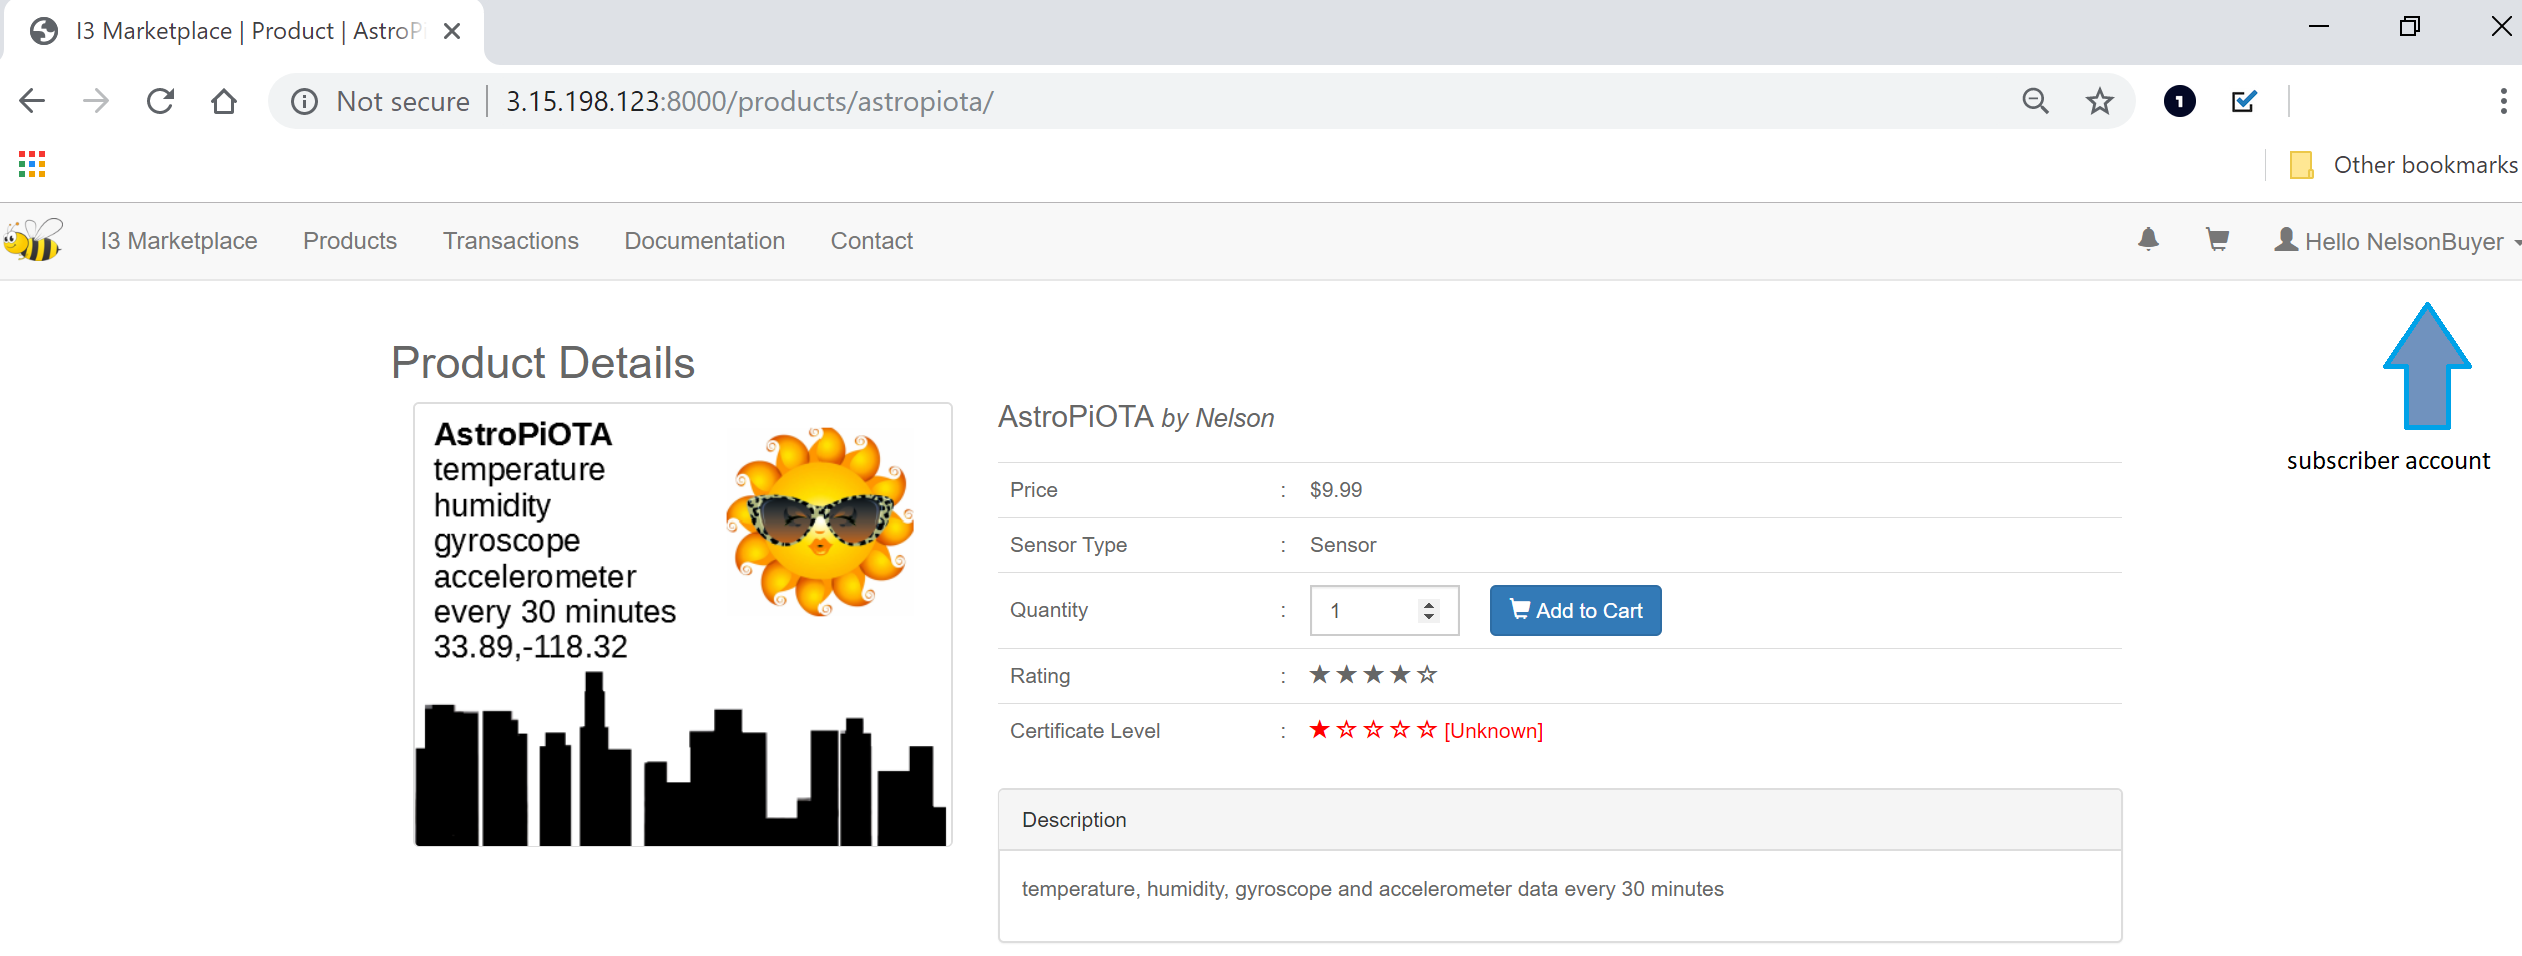 I3 Marketplace | Product | AstroPi
Not secure 3.15.198.123:8000/products/astropiota/
1
Other bookmarks
I3 Marketplace Products Transactions Documentation Contact Hello NelsonBuyer
Product Details
AstroPiOTA
temperature
humidity
gyroscope
accelerometer
every 30 minutes
33.89,-118.32
AstroPiOTA by Nelson
subscriber account
Price : $9.99
Sensor Type : Sensor
Quantity : 1 Add to Cart
Rating : ★★★★☆
Certificate Level : ★☆☆☆☆ [Unknown]
Description
temperature, humidity, gyroscope and accelerometer data every 30 minutes